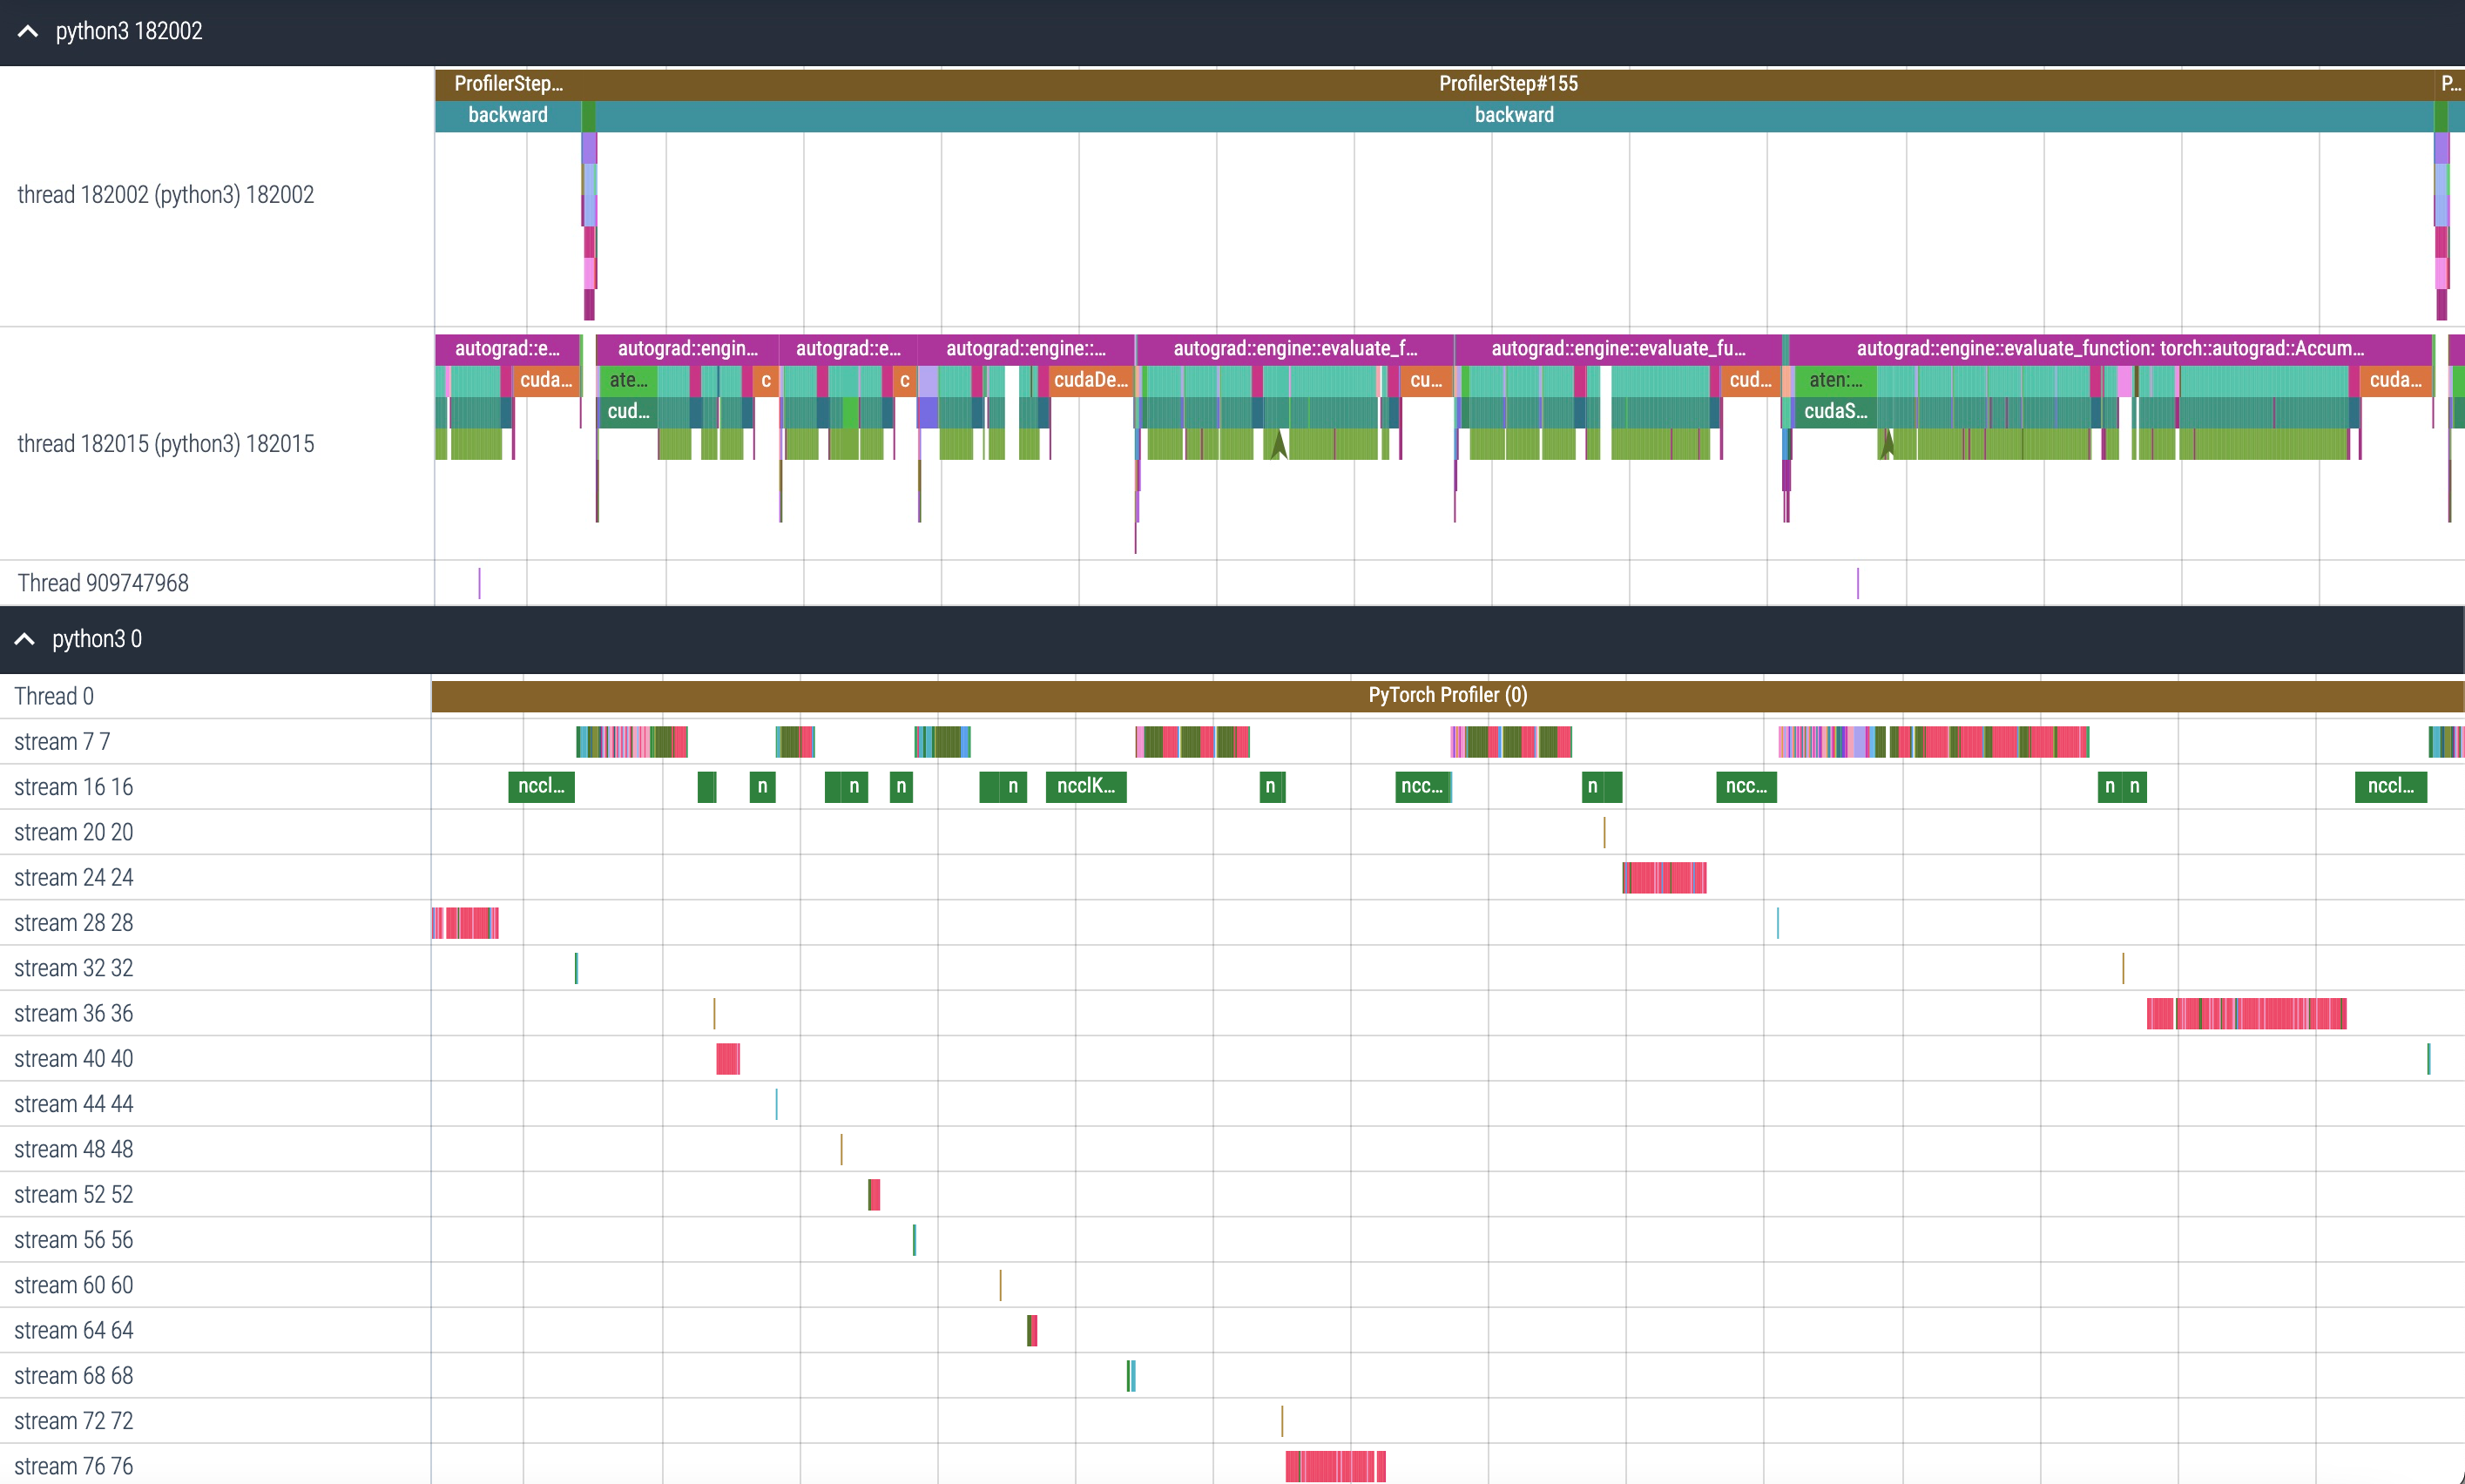 python3 182002
ProfilerStep... ProfilerStep#155 P...
backward backward
thread 182002 (python3) 182002
autograd::e... autograd::engin... autograd::e... autograd::engine::... autograd::engine::evaluate_f... autograd::engine::evaluate_fu... autograd::engine::evaluate_function: torch::autograd::Accum...
cuda... ate... c c cudaDe... cu... cud... aten:... cuda...
cud... cudaS...
thread 182015 (python3) 182015
Thread 909747968
python3 0
Thread 0 PyTorch Profiler (0)
stream 7 7
stream 16 16 nccl... n n n n ncclK... n ncc... n ncc... n n nccl...
stream 20 20
stream 24 24
stream 28 28
stream 32 32
stream 36 36
stream 40 40
stream 44 44
stream 48 48
stream 52 52
stream 56 56
stream 60 60
stream 64 64
stream 68 68
stream 72 72
stream 76 76